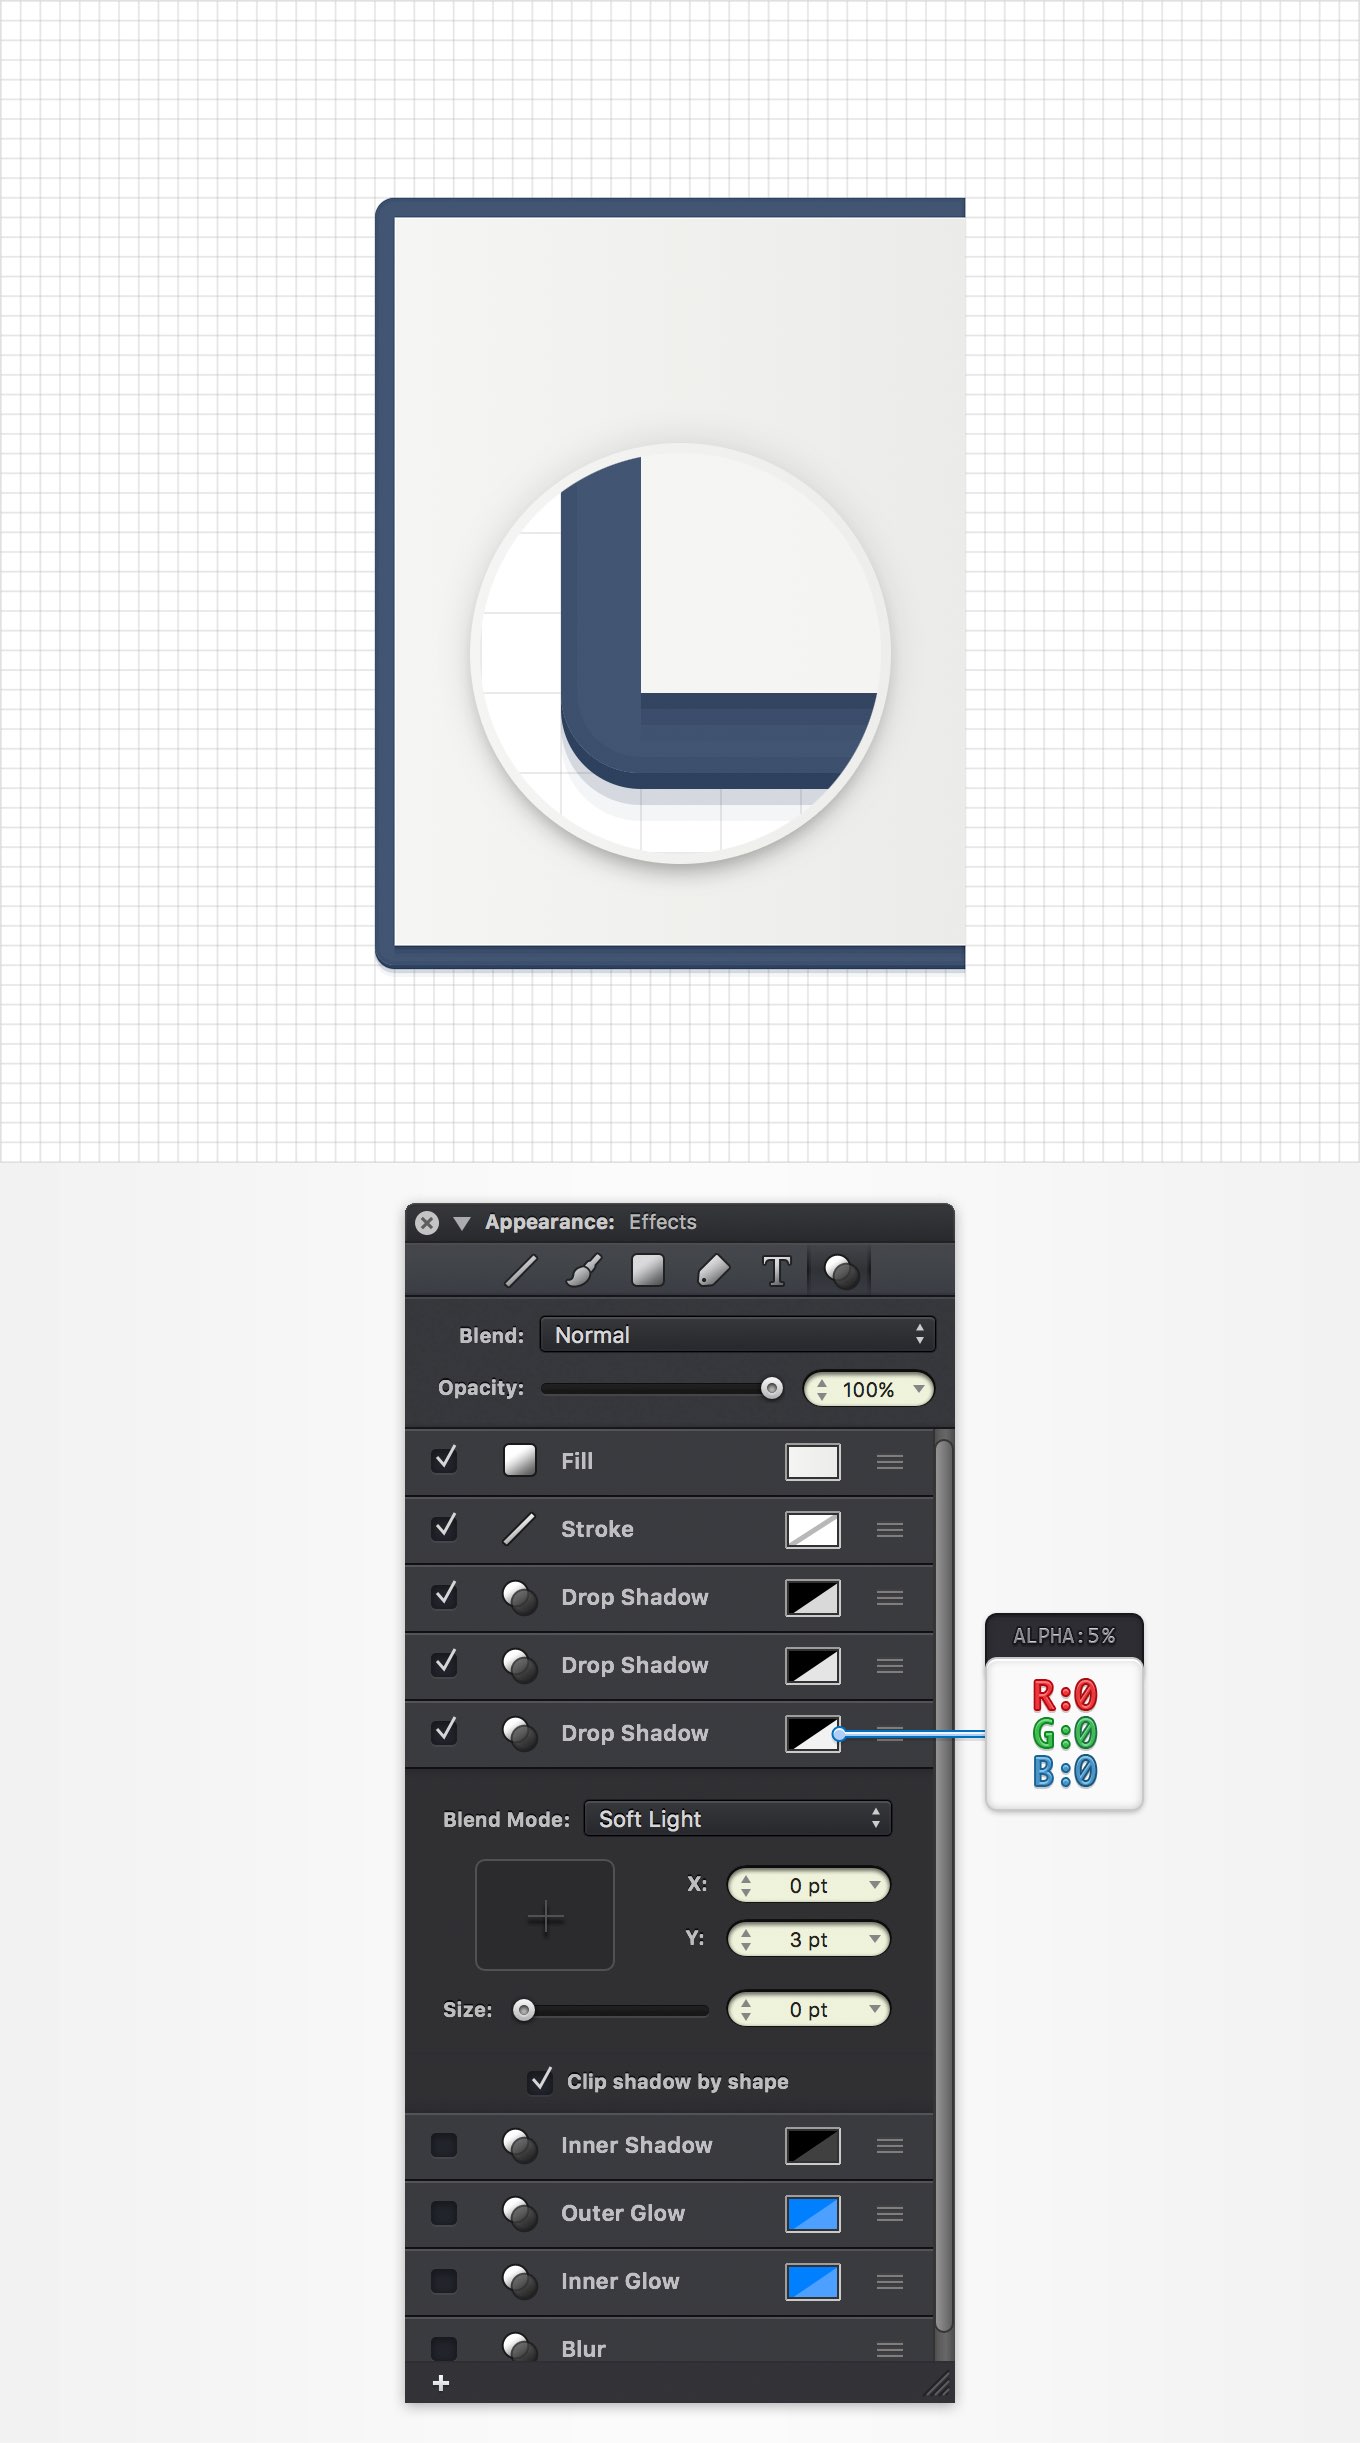 Appearance: Effects
T
Blend: Normal
Opacity: 100%
Fill
Stroke
Drop Shadow
Drop Shadow
ALPHA:5%
R:0
Drop Shadow
G:0
B:0
Blend Mode: Soft Light
X: 0 pt
Y: 3 pt
Size: 0 pt
Clip shadow by shape
Inner Shadow
Outer Glow
Inner Glow
Blur
+